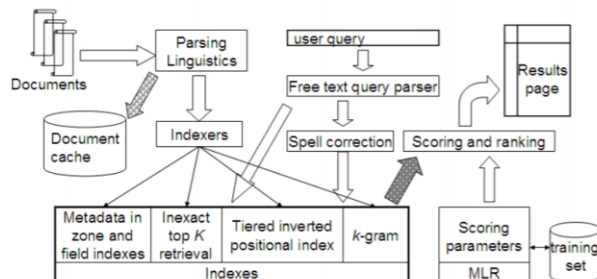 Documents
Parsing
Linguistics
user query
Results
page
Free text query parser
Document
cache
Indexers
Spell correction
Scoring and ranking
Metadata in
zone and
field indexes
Inexact
top K
retrieval
Tiered inverted
positional index
k-gram
Indexes
Scoring
parameters
MLR
training
set